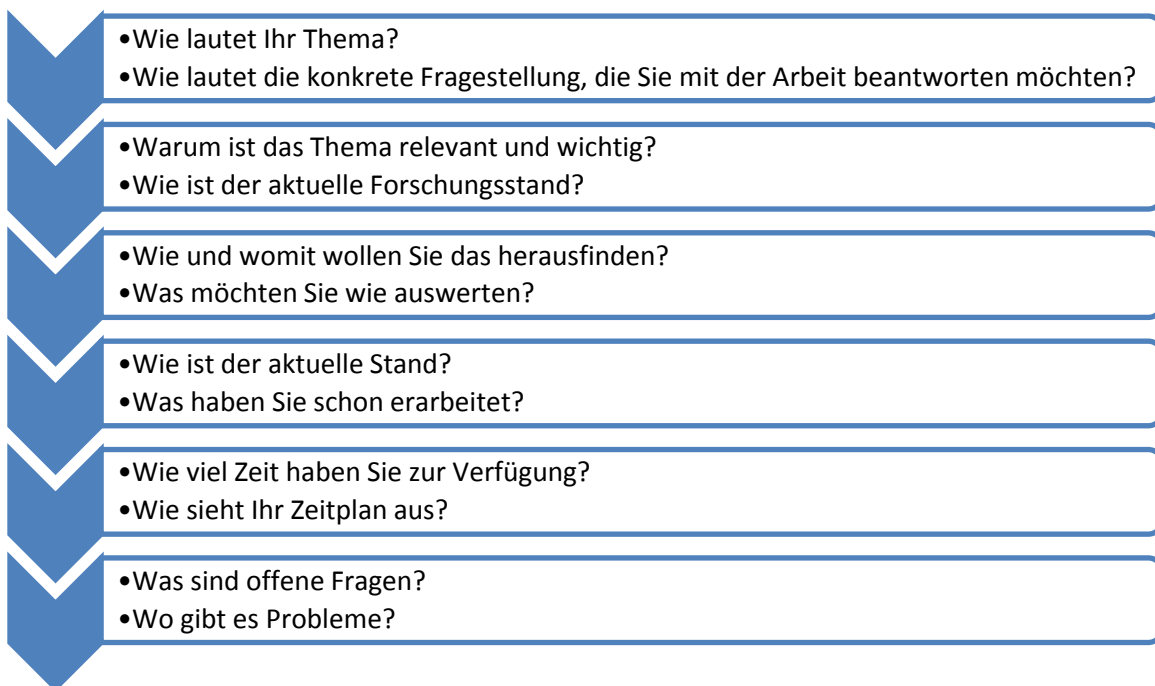 •Wie lautet Ihr Thema?
•Wie lautet die konkrete Fragestellung, die Sie mit der Arbeit beantworten möchten?
•Warum ist das Thema relevant und wichtig?
•Wie ist der aktuelle Forschungsstand?
•Wie und womit wollen Sie das herausfinden?
•Was möchten Sie wie auswerten?
•Wie ist der aktuelle Stand?
•Was haben Sie schon erarbeitet?
•Wie viel Zeit haben Sie zur Verfügung?
•Wie sieht Ihr Zeitplan aus?
•Was sind offene Fragen?
•Wo gibt es Probleme?